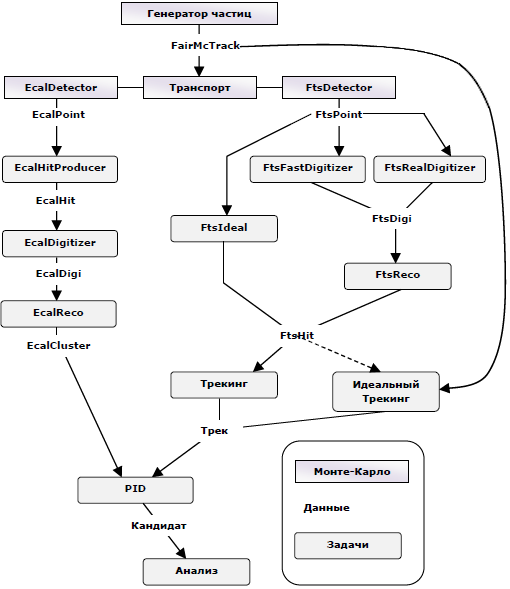 Генератор частиц
FairMcTrack
EcalDetector
Транспорт
FtsDetector
EcalPoint
FtsPoint
EcalHitProducer
FtsFastDigitizer
FtsRealDigitizer
EcalHit
FtsIdeal
FtsDigi
EcalDigitizer
EcalDigi
FtsReco
EcalReco
FtsHit
EcalCluster
Трекинг
Идеальный
Трекинг
Трек
Монте-Карло
PID
Данные
Кандидат
Задачи
Анализ